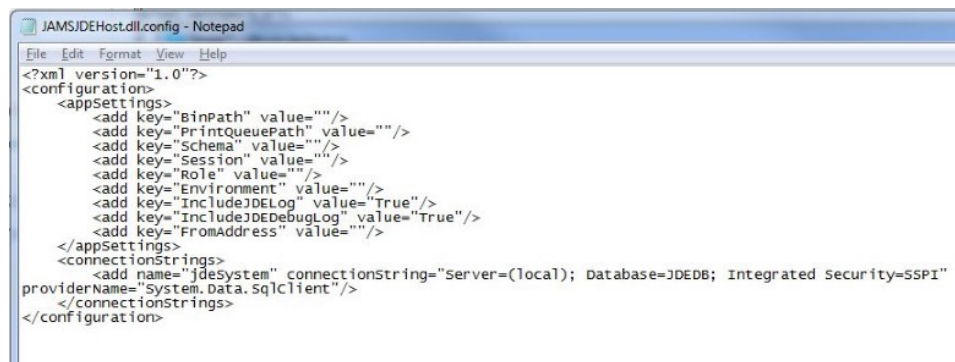 JAMSJDEHost.dll.config - Notepad
File Edit Format View Help
<?xml version="1.0"?>
<configuration>
    <appSettings>
        <add key="BinPath" value=""/>
        <add key="PrintQueuePath" value=""/>
        <add key="Schema" value=""/>
        <add key="Session" value=""/>
        <add key="Role" value=""/>
        <add key="Environment" value=""/>
        <add key="IncludeJDELog" value="True"/>
        <add key="IncludeJDEDebugLog" value="True"/>
        <add key="FromAddress" value=""/>
    </appSettings>
    <connectionStrings>
        <add name="jdeSystem" connectionString="Server=(local); Database=JDEDB; Integrated Security=SSPI"
providerName="System.Data.SqlClient"/>
    </connectionStrings>
</configuration>